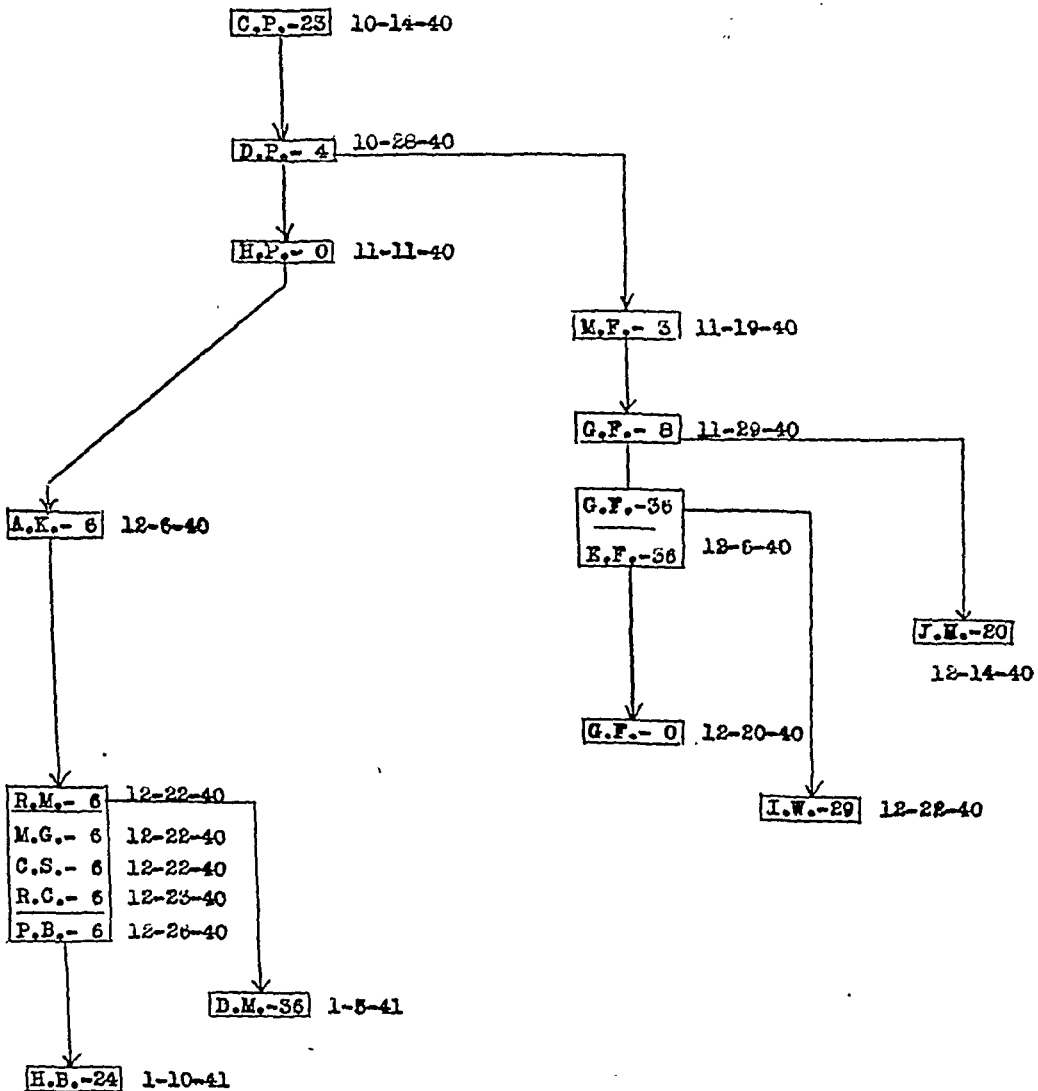 C.P.-23 10-14-40
D.P.- 4 10-28-40
H.P.- 0 11-11-40
M.F.- 3 11-19-40
G.F.- 8 11-29-40
G.F.-36
E.F.-36 12-6-40
A.K.- 6 12-6-40
J.M.-20
12-14-40
G.F.- 0 12-20-40
I.W.-29 12-22-40
R.M.- 6 12-22-40
M.G.- 6 12-22-40
C.S.- 6 12-22-40
R.C.- 6 12-23-40
P.B.- 6 12-26-40
D.M.-36 1-5-41
H.B.-24 1-10-41